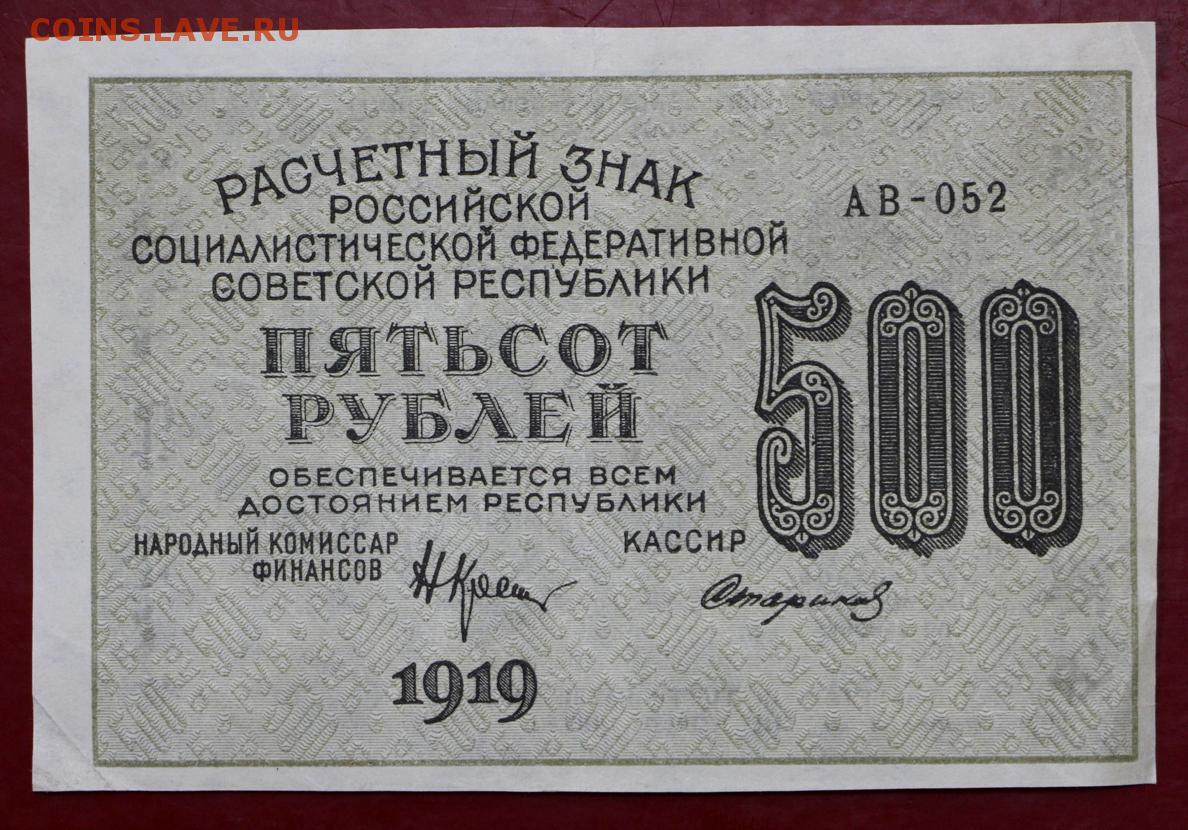 COINS.LAVE.RU
РАСЧЕТНЫЙ ЗНАК
РОССИЙСКОЙ
СОЦИАЛИСТИЧЕСКОЙ ФЕДЕРАТИВНОЙ
СОВЕТСКОЙ РЕСПУБЛИКИ
АВ-052
ПЯТЬСОТ
РУБЛЕЙ
500
ОБЕСПЕЧИВАЕТСЯ ВСЕМ
ДОСТОЯНИЕМ РЕСПУБЛИКИ
НАРОДНЫЙ КОМИССАР
ФИНАНСОВ
КАССИР
Стариков
1919